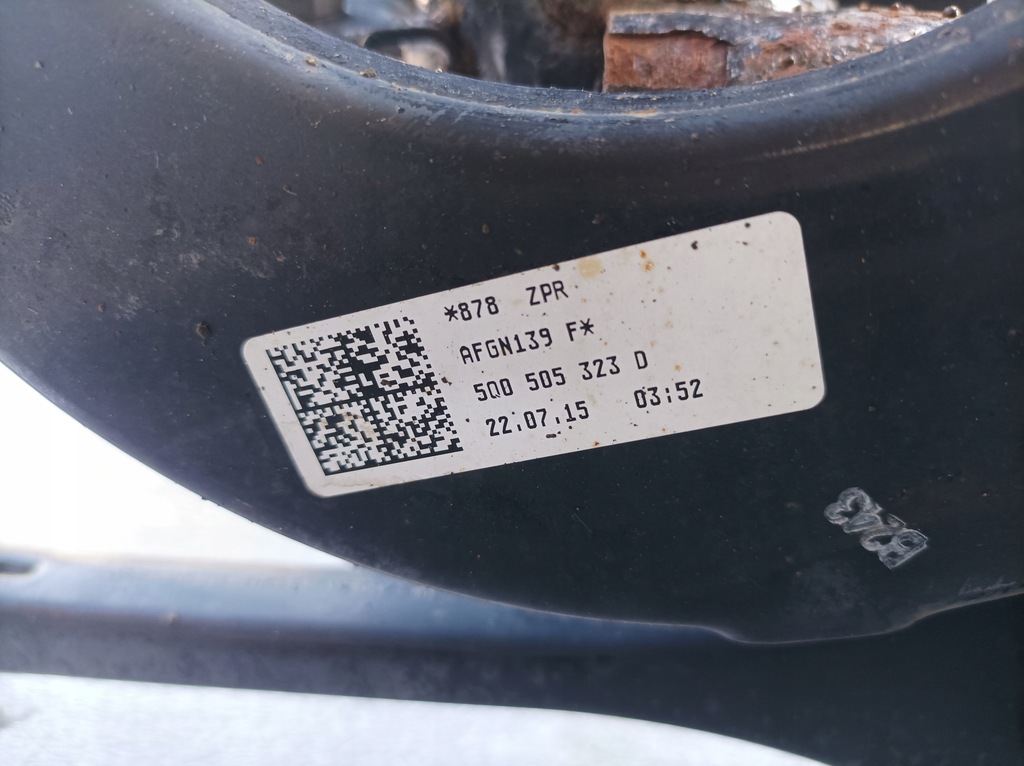 *878 ZPR
AFGN139 F*
5Q0 505 323 D
22.07.15 03:52